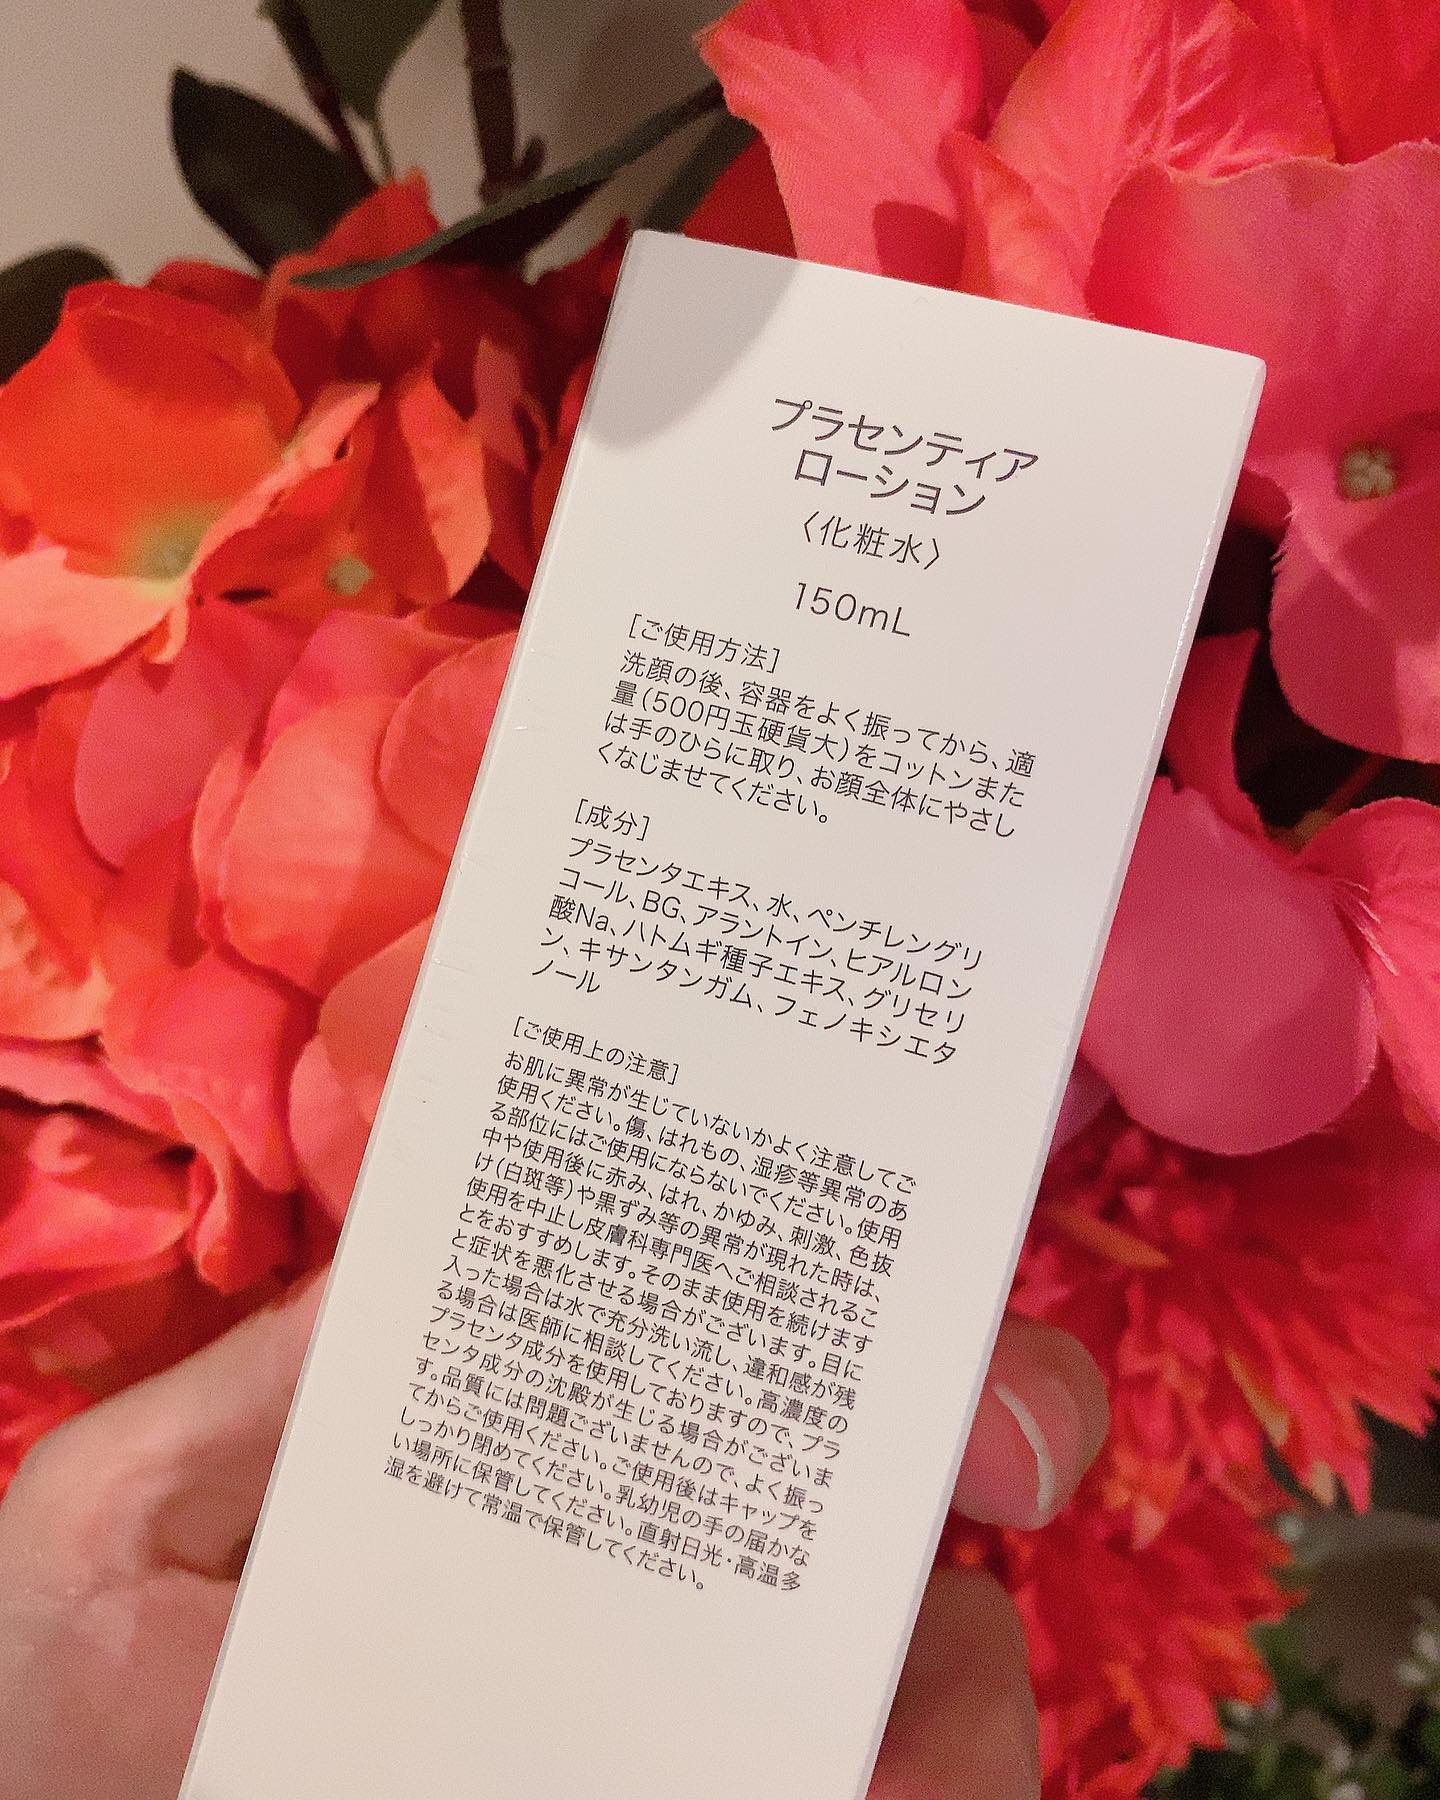 プラセンティア
ローション
〈化粧水〉
150mL
[ご使用方法]
洗顔の後、容器をよく振ってから、適
量(500円玉硬貨大)をコットンまた
は手のひらに取り、お顔全体にやさし
くなじませてください。
[成分]
プラセンタエキス、水、ペンチレングリ
コール、BG、アラントイン、ヒアルロン
酸Na、ハトムギ種子エキス、グリセリ
ン、キサンタンガム、フェノキシエタ
ノール
[ご使用上の注意]
お肌に異常が生じていないかよく注意してご
使用ください。傷、はれもの、湿疹等異常のあ
る部位にはご使用にならないでください。使用
中や使用後に赤み、はれ、かゆみ、刺激、色抜
け(白斑等)や黒ずみ等の異常が現れた時は、
使用を中止し皮膚科専門医へご相談されるこ
とをおすすめします。そのまま使用を続けます
と症状を悪化させる場合がございます。目に
入った場合は水で充分洗い流し、違和感が残
る場合は医師に相談してください。高濃度の
プラセンタ成分を使用しておりますので、プラ
センタ成分の沈殿が生じる場合がございま
す。品質には問題ございませんので、よく振っ
てからご使用ください。ご使用後はキャップを
しっかり閉めてください。乳幼児の手の届かな
い場所に保管してください。直射日光・高温多
湿を避けて常温で保管してください。